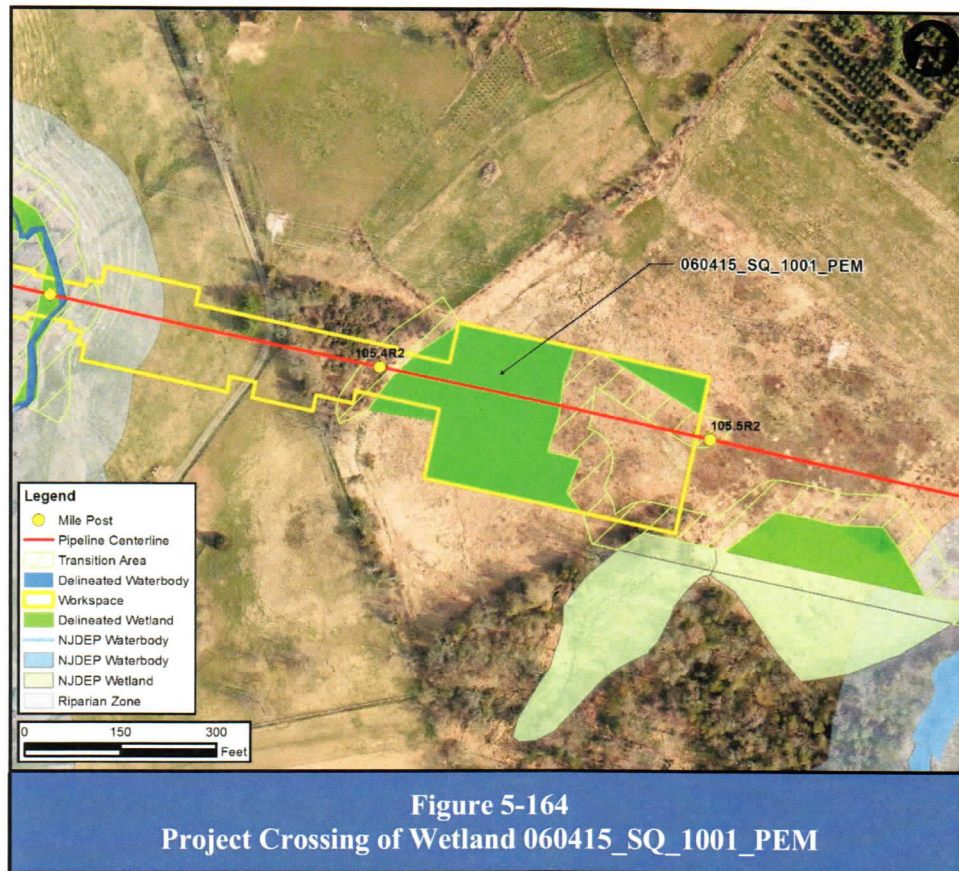 060415_SQ_1001_PEM
105.4R2
105.5R2
Legend
Mile Post
Pipeline Centerline
Transition Area
Delineated Waterbody
Workspace
Delineated Wetland
NJDEP Waterbody
NJDEP Waterbody
NJDEP Wetland
Riparian Zone
0 150 300
Feet
Figure 5-164
Project Crossing of Wetland 060415_SQ_1001_PEM